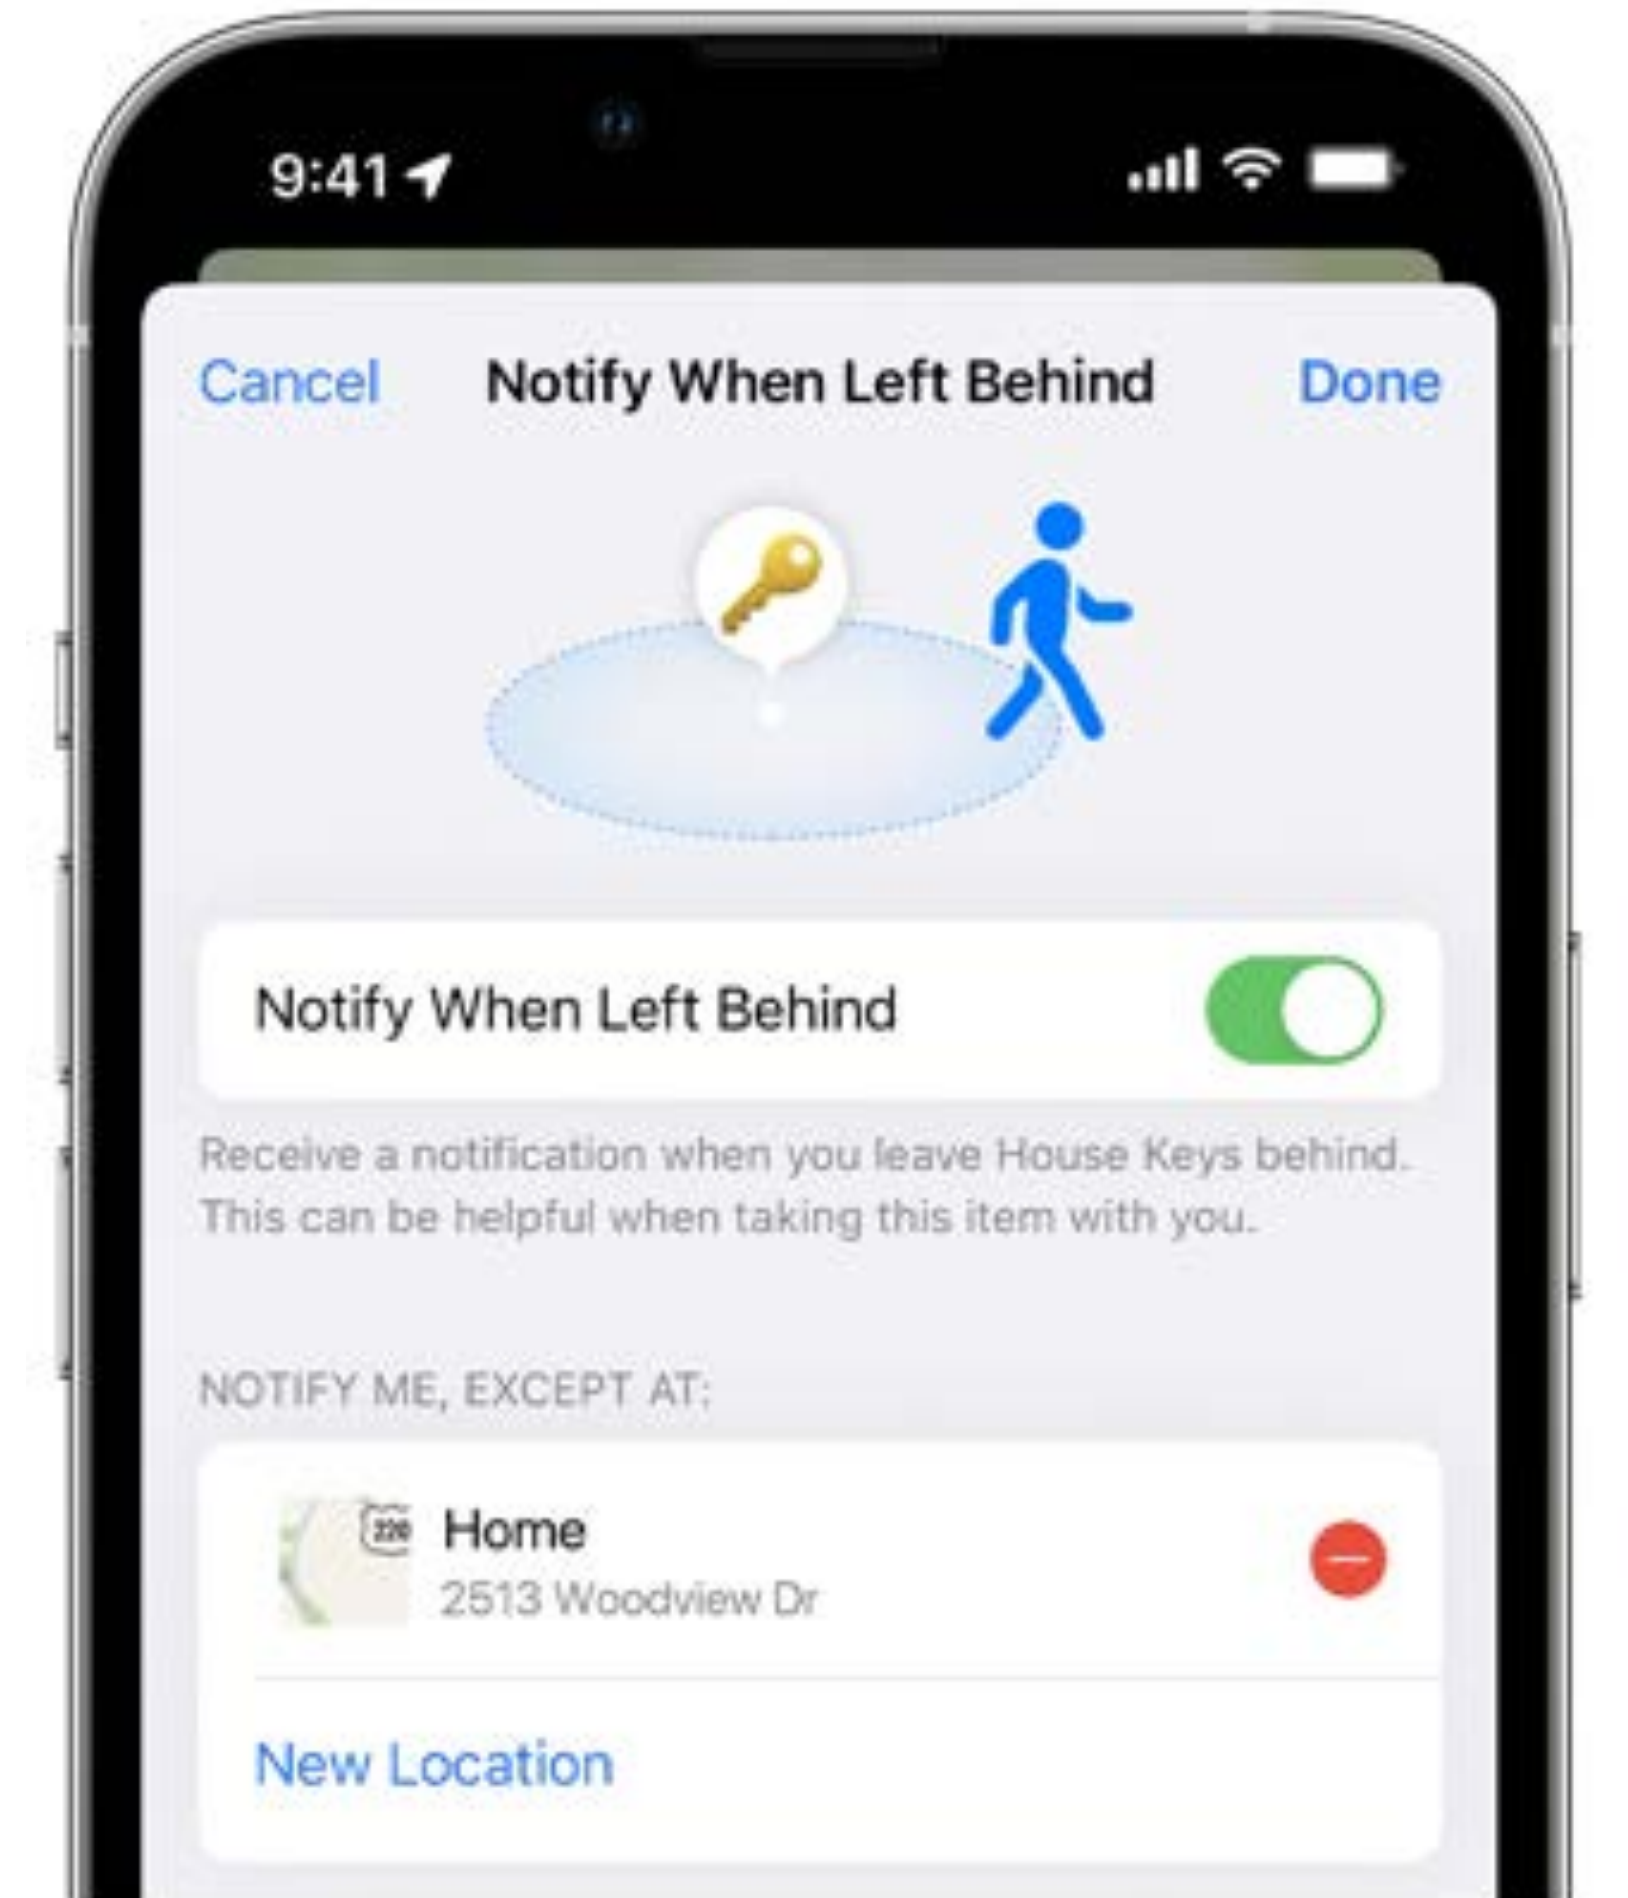 9:41
Cancel Notify When Left Behind Done
Notify When Left Behind
Receive a notification when you leave House Keys behind.
This can be helpful when taking this item with you.
NOTIFY ME, EXCEPT AT:
220
Home
2513 Woodview Dr
New Location